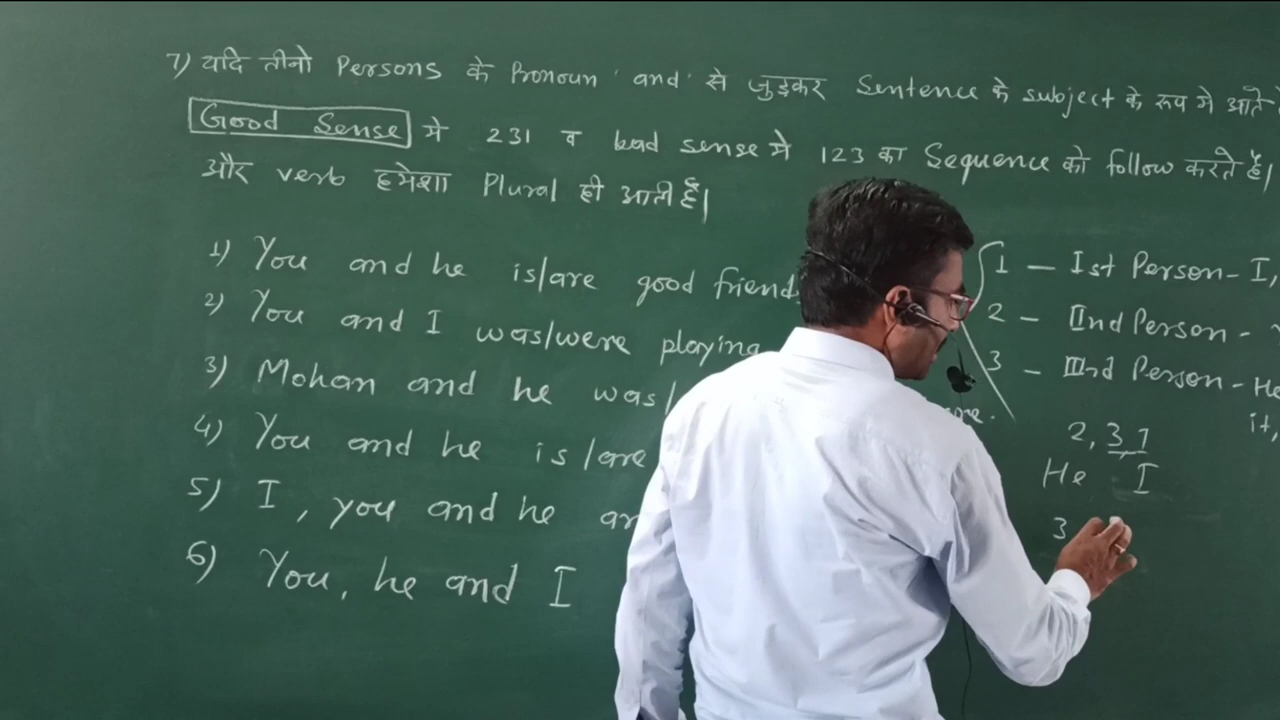 7) यदि तीनो Persons के Pronoun 'and' से जुड़कर Sentence के subject के रूप मे आते
Good Sense मे 231 व bad sense मे 123 का Sequence को follow करते हैं।
और verb हमेशा Plural ही आती हैं।
1) You and he is/are good friend
2) You and I was/were playing
3) Mohan and he was/
4) You and he is/are
5) I, you and he ar
6) You, he and I
1 – Ist Person – I,
2 – IInd Person –
3 – IIIrd Person – He
it,
2, 3 1
He I
3